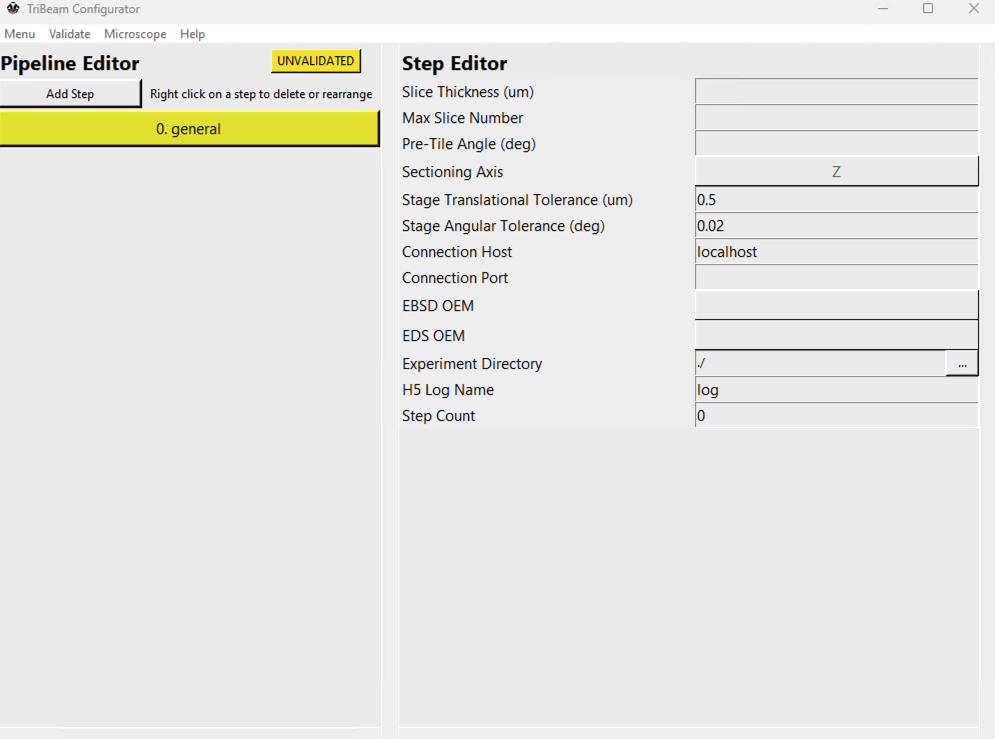 TriBeam Configurator
Menu Validate Microscope Help
Pipeline Editor
UNVALIDATED
Add Step
Right click on a step to delete or rearrange
0. general
Step Editor
Slice Thickness (um)
Max Slice Number
Pre-Tile Angle (deg)
Sectioning Axis Z
Stage Translational Tolerance (um) 0.5
Stage Angular Tolerance (deg) 0.02
Connection Host localhost
Connection Port
EBSD OEM
EDS OEM
Experiment Directory ./ ...
H5 Log Name log
Step Count 0